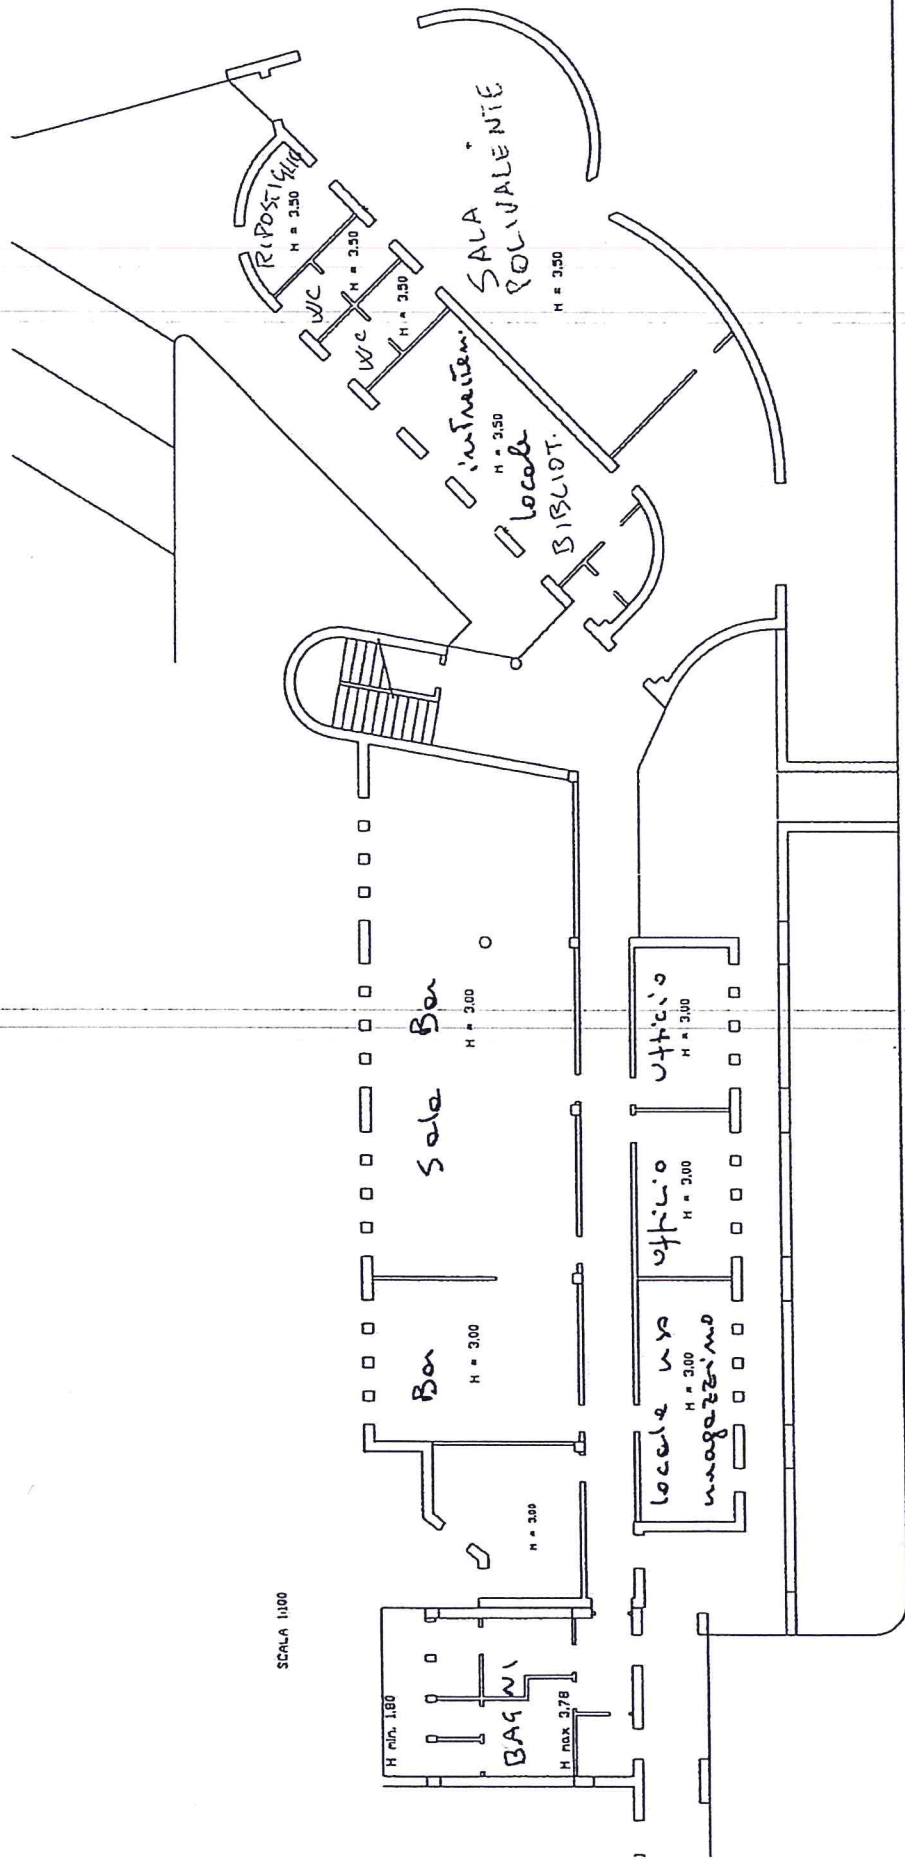 RIPOSTIGLIO
H = 3.50
WC
H = 3.50
WC
H = 3.50
SALA
POLIVALENTE
H = 3.50
intrattem.
H = 3.50
locale
BIBLIOT.
Sala Bar
H = 3.00
Bar
H = 3.00
H = 3.00
ufficio
H = 3.00
ufficio
H = 3.00
locale uso
H = 3.00
magazzino
SCALA 1:100
H min. 1.80
BAGNI
H max 3.78